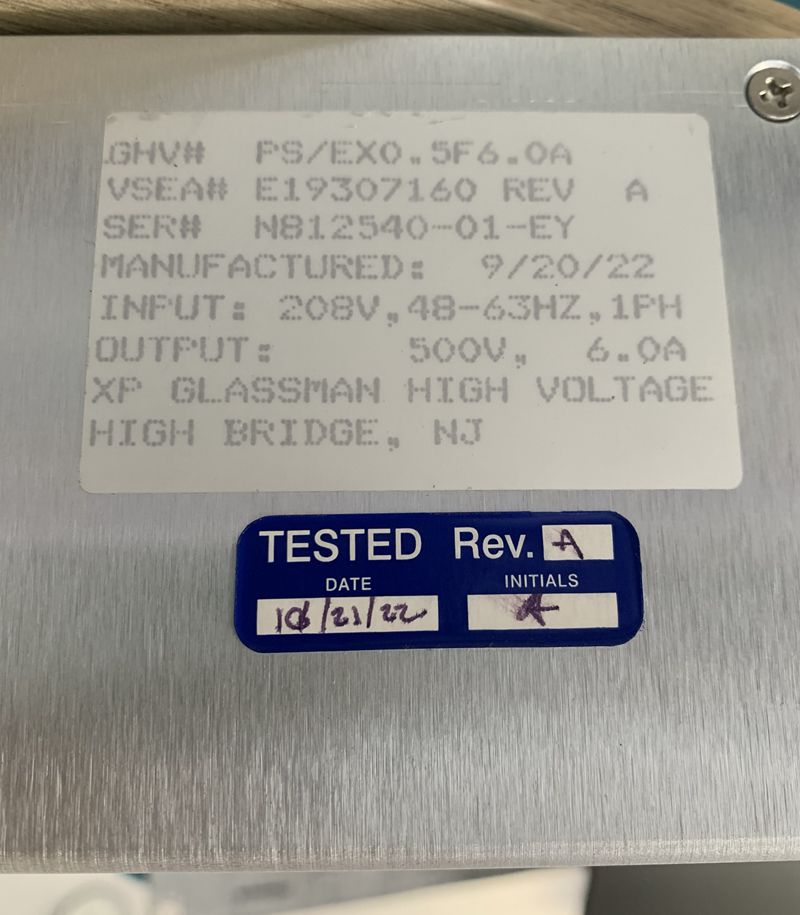 GHV# PS/EX0.5F6.0A
VSEA# E19307160 REV A
SER# N812540-01-EY
MANUFACTURED: 9/20/22
INPUT: 208V,48-63HZ,1PH
OUTPUT: 500V, 6.0A
XP GLASSMAN HIGH VOLTAGE
HIGH BRIDGE, NJ
TESTED Rev. A
DATE INITIALS
10/21/22